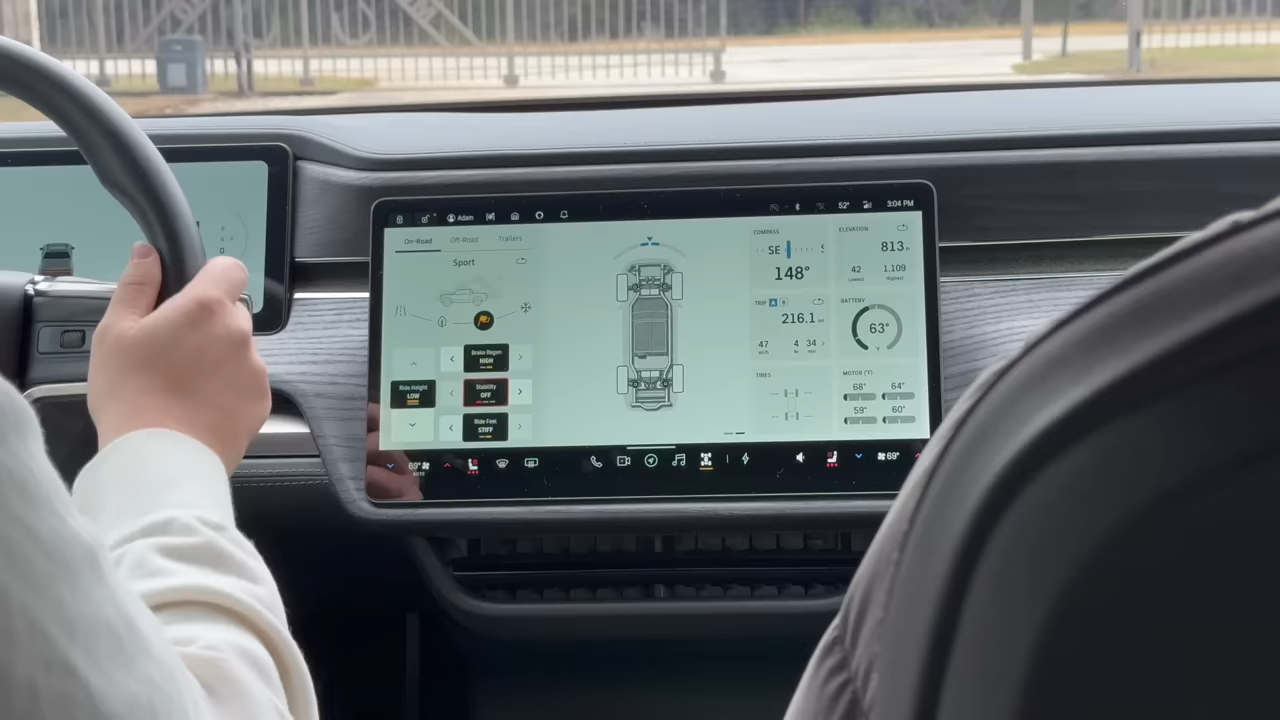 Adam
52°
3:04 PM
On-Road
Off-Road
Trailers
Sport
Brake Regen
HIGH
Ride Height
LOW
Stability
OFF
Ride Firm
STIFF
COMPASS
SE
148°
ELEVATION
813
42
1,109
Lowest
Highest
TRIP A B
216.1 mi
47
4
34
BATTERY
63°
°F
TIRES
MOTOR (°F)
68°
64°
59°
60°
69°
69°